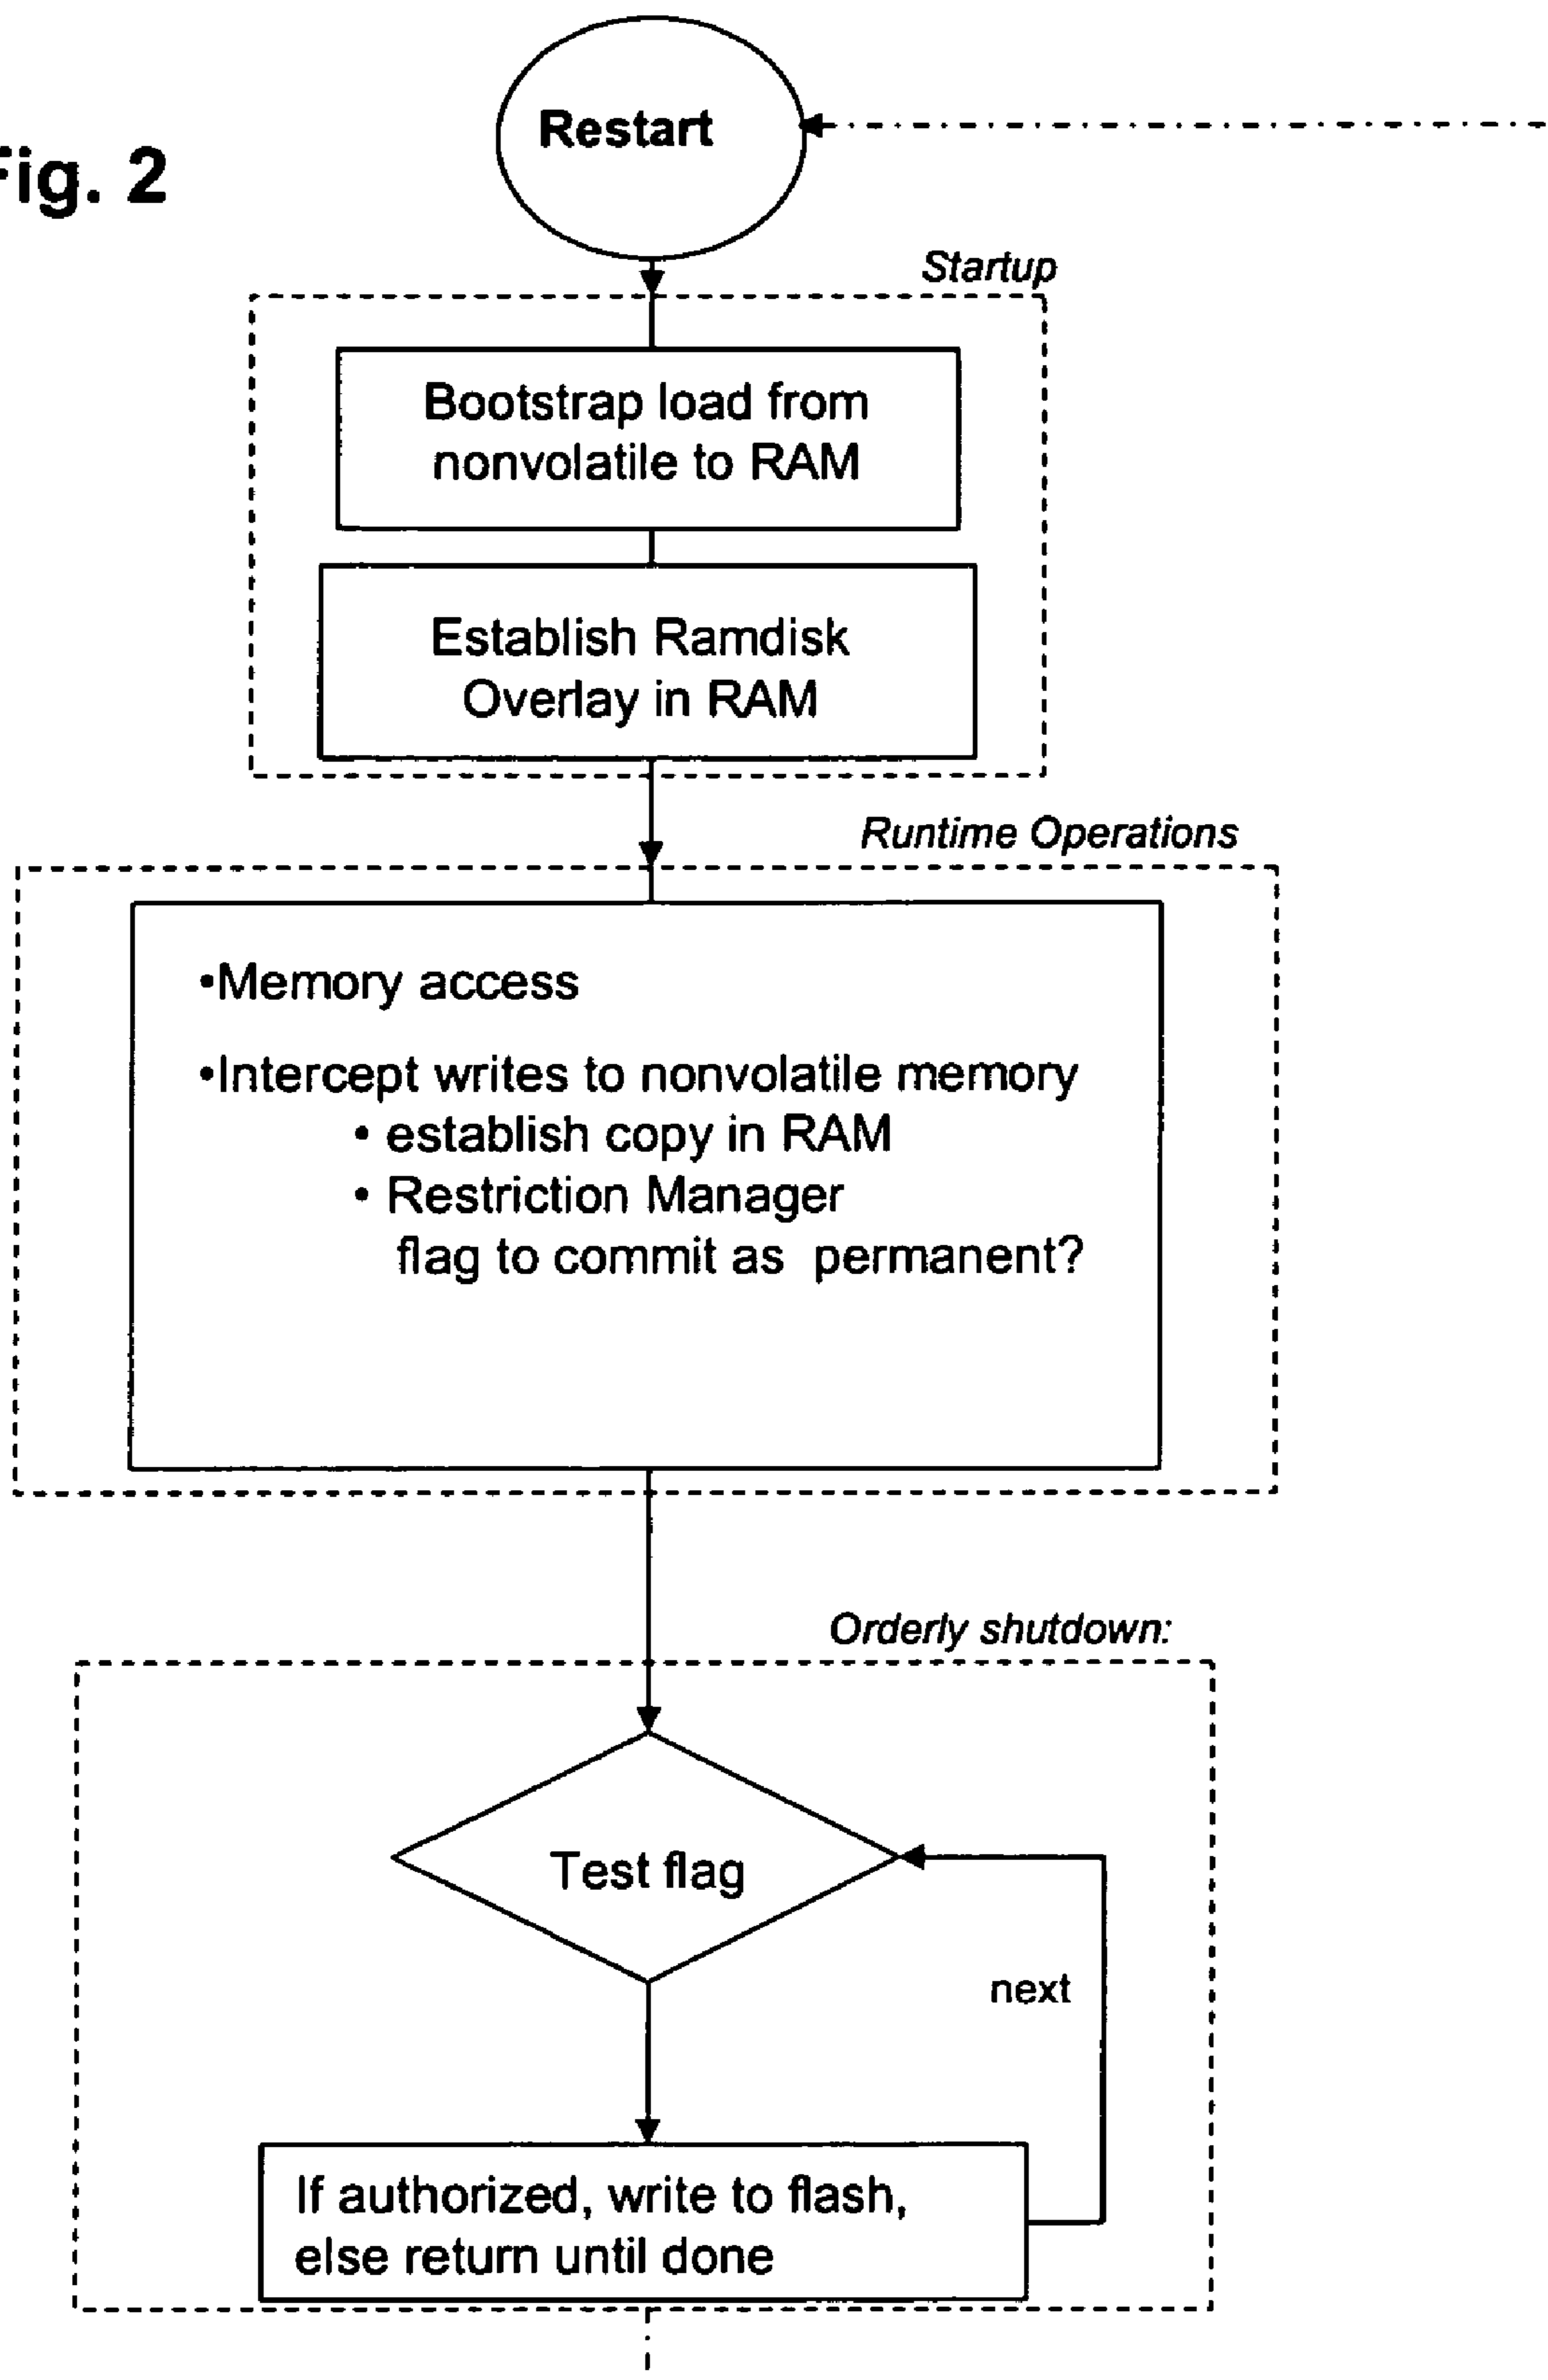 Restart
Fig. 2
Startup
Bootstrap load from
nonvolatile to RAM
Establish Ramdisk
Overlay in RAM
Runtime Operations
•Memory access
•Intercept writes to nonvolatile memory
• establish copy in RAM
• Restriction Manager
flag to commit as permanent?
Orderly shutdown:
Test flag
next
If authorized, write to flash,
else return until done